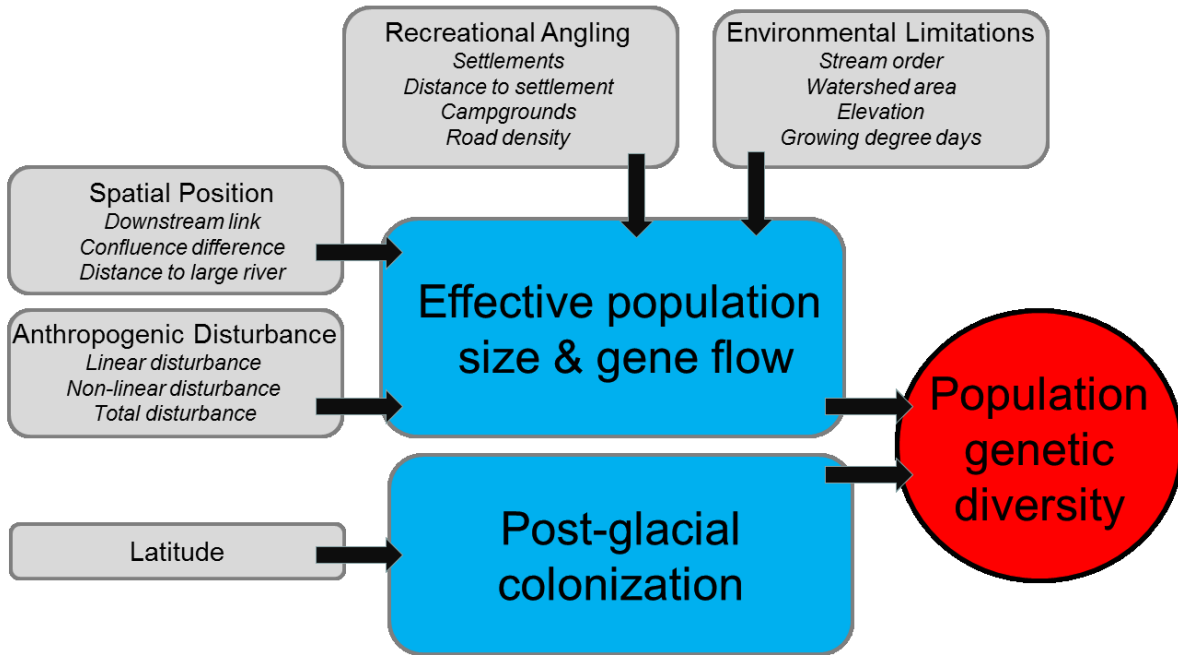 Recreational Angling
Settlements
Distance to settlement
Campgrounds
Road density
Environmental Limitations
Stream order
Watershed area
Elevation
Growing degree days
Spatial Position
Downstream link
Confluence difference
Distance to large river
Anthropogenic Disturbance
Linear disturbance
Non-linear disturbance
Total disturbance
Effective population
size & gene flow
Latitude
Post-glacial
colonization
Population
genetic
diversity